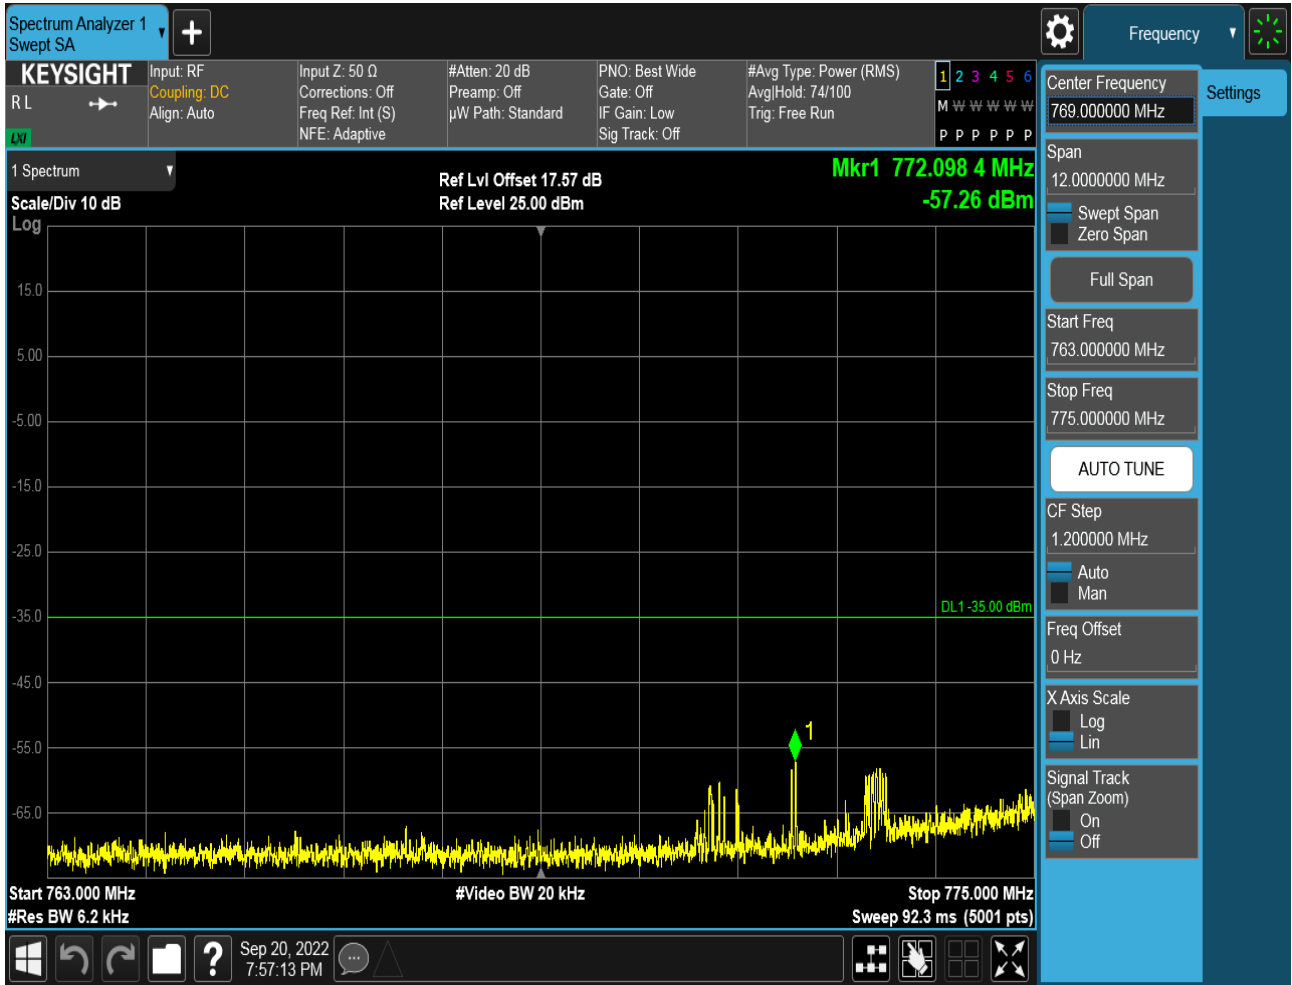 Spectrum Analyzer 1
Swept SA
+
Frequency
KEYSIGHT
R L
LXI
Input: RF
Coupling: DC
Align: Auto
Input Z: 50 Ω
Corrections: Off
Freq Ref: Int (S)
NFE: Adaptive
#Atten: 20 dB
Preamp: Off
µW Path: Standard
PNO: Best Wide
Gate: Off
IF Gain: Low
Sig Track: Off
#Avg Type: Power (RMS)
Avg|Hold: 74/100
Trig: Free Run
1 2 3 4 5 6
M W W W W W
P P P P P P
1 Spectrum
Scale/Div 10 dB
Log
Ref Lvl Offset 17.57 dB
Ref Level 25.00 dBm
Mkr1 772.098 4 MHz
-57.26 dBm
15.0
5.00
-5.00
-15.0
-25.0
-35.0
DL1 -35.00 dBm
-45.0
1
-55.0
-65.0
Start 763.000 MHz
#Video BW 20 kHz
Stop 775.000 MHz
#Res BW 6.2 kHz
Sweep 92.3 ms (5001 pts)
?
Sep 20, 2022
7:57:13 PM
Center Frequency
769.000000 MHz
Settings
Span
12.0000000 MHz
Swept Span
Zero Span
Full Span
Start Freq
763.000000 MHz
Stop Freq
775.000000 MHz
AUTO TUNE
CF Step
1.200000 MHz
Auto
Man
Freq Offset
0 Hz
X Axis Scale
Log
Lin
Signal Track
(Span Zoom)
On
Off